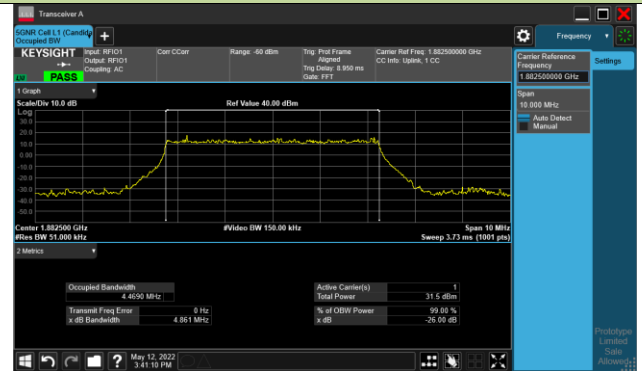 Transceiver A
5GNR Cell L1 (Candida
Occupied BW
KEYSIGHT
Input: RFIO1
Output: RFIO1
Coupling: AC
Corr CCorr
Range: -60 dBm
Trig: Prot Frame
Aligned
Trig Delay: 8.950 ms
Gate: FFT
Carrier Ref Freq: 1.882500000 GHz
CC Info: Uplink, 1 CC
PASS
Frequency
Settings
Carrier Reference
Frequency
1.882500000 GHz
Span
10.000 MHz
Auto Detect
Manual
1 Graph
Scale/Div 10.0 dB
Ref Value 40.00 dBm
Log
30.0
20.0
10.0
0.00
-10.0
-20.0
-30.0
-40.0
-50.0
Center 1.882500 GHz
#Video BW 150.00 kHz
Span 10 MHz
#Res BW 51.000 kHz
Sweep 3.73 ms (1001 pts)
2 Metrics
Occupied Bandwidth
4.4690 MHz
Transmit Freq Error 0 Hz
x dB Bandwidth 4.861 MHz
Active Carrier(s) 1
Total Power 31.5 dBm
% of OBW Power 99.00 %
x dB -26.00 dB
May 12, 2022
3:41:10 PM
Prototype
Limited
Sale
Allowed